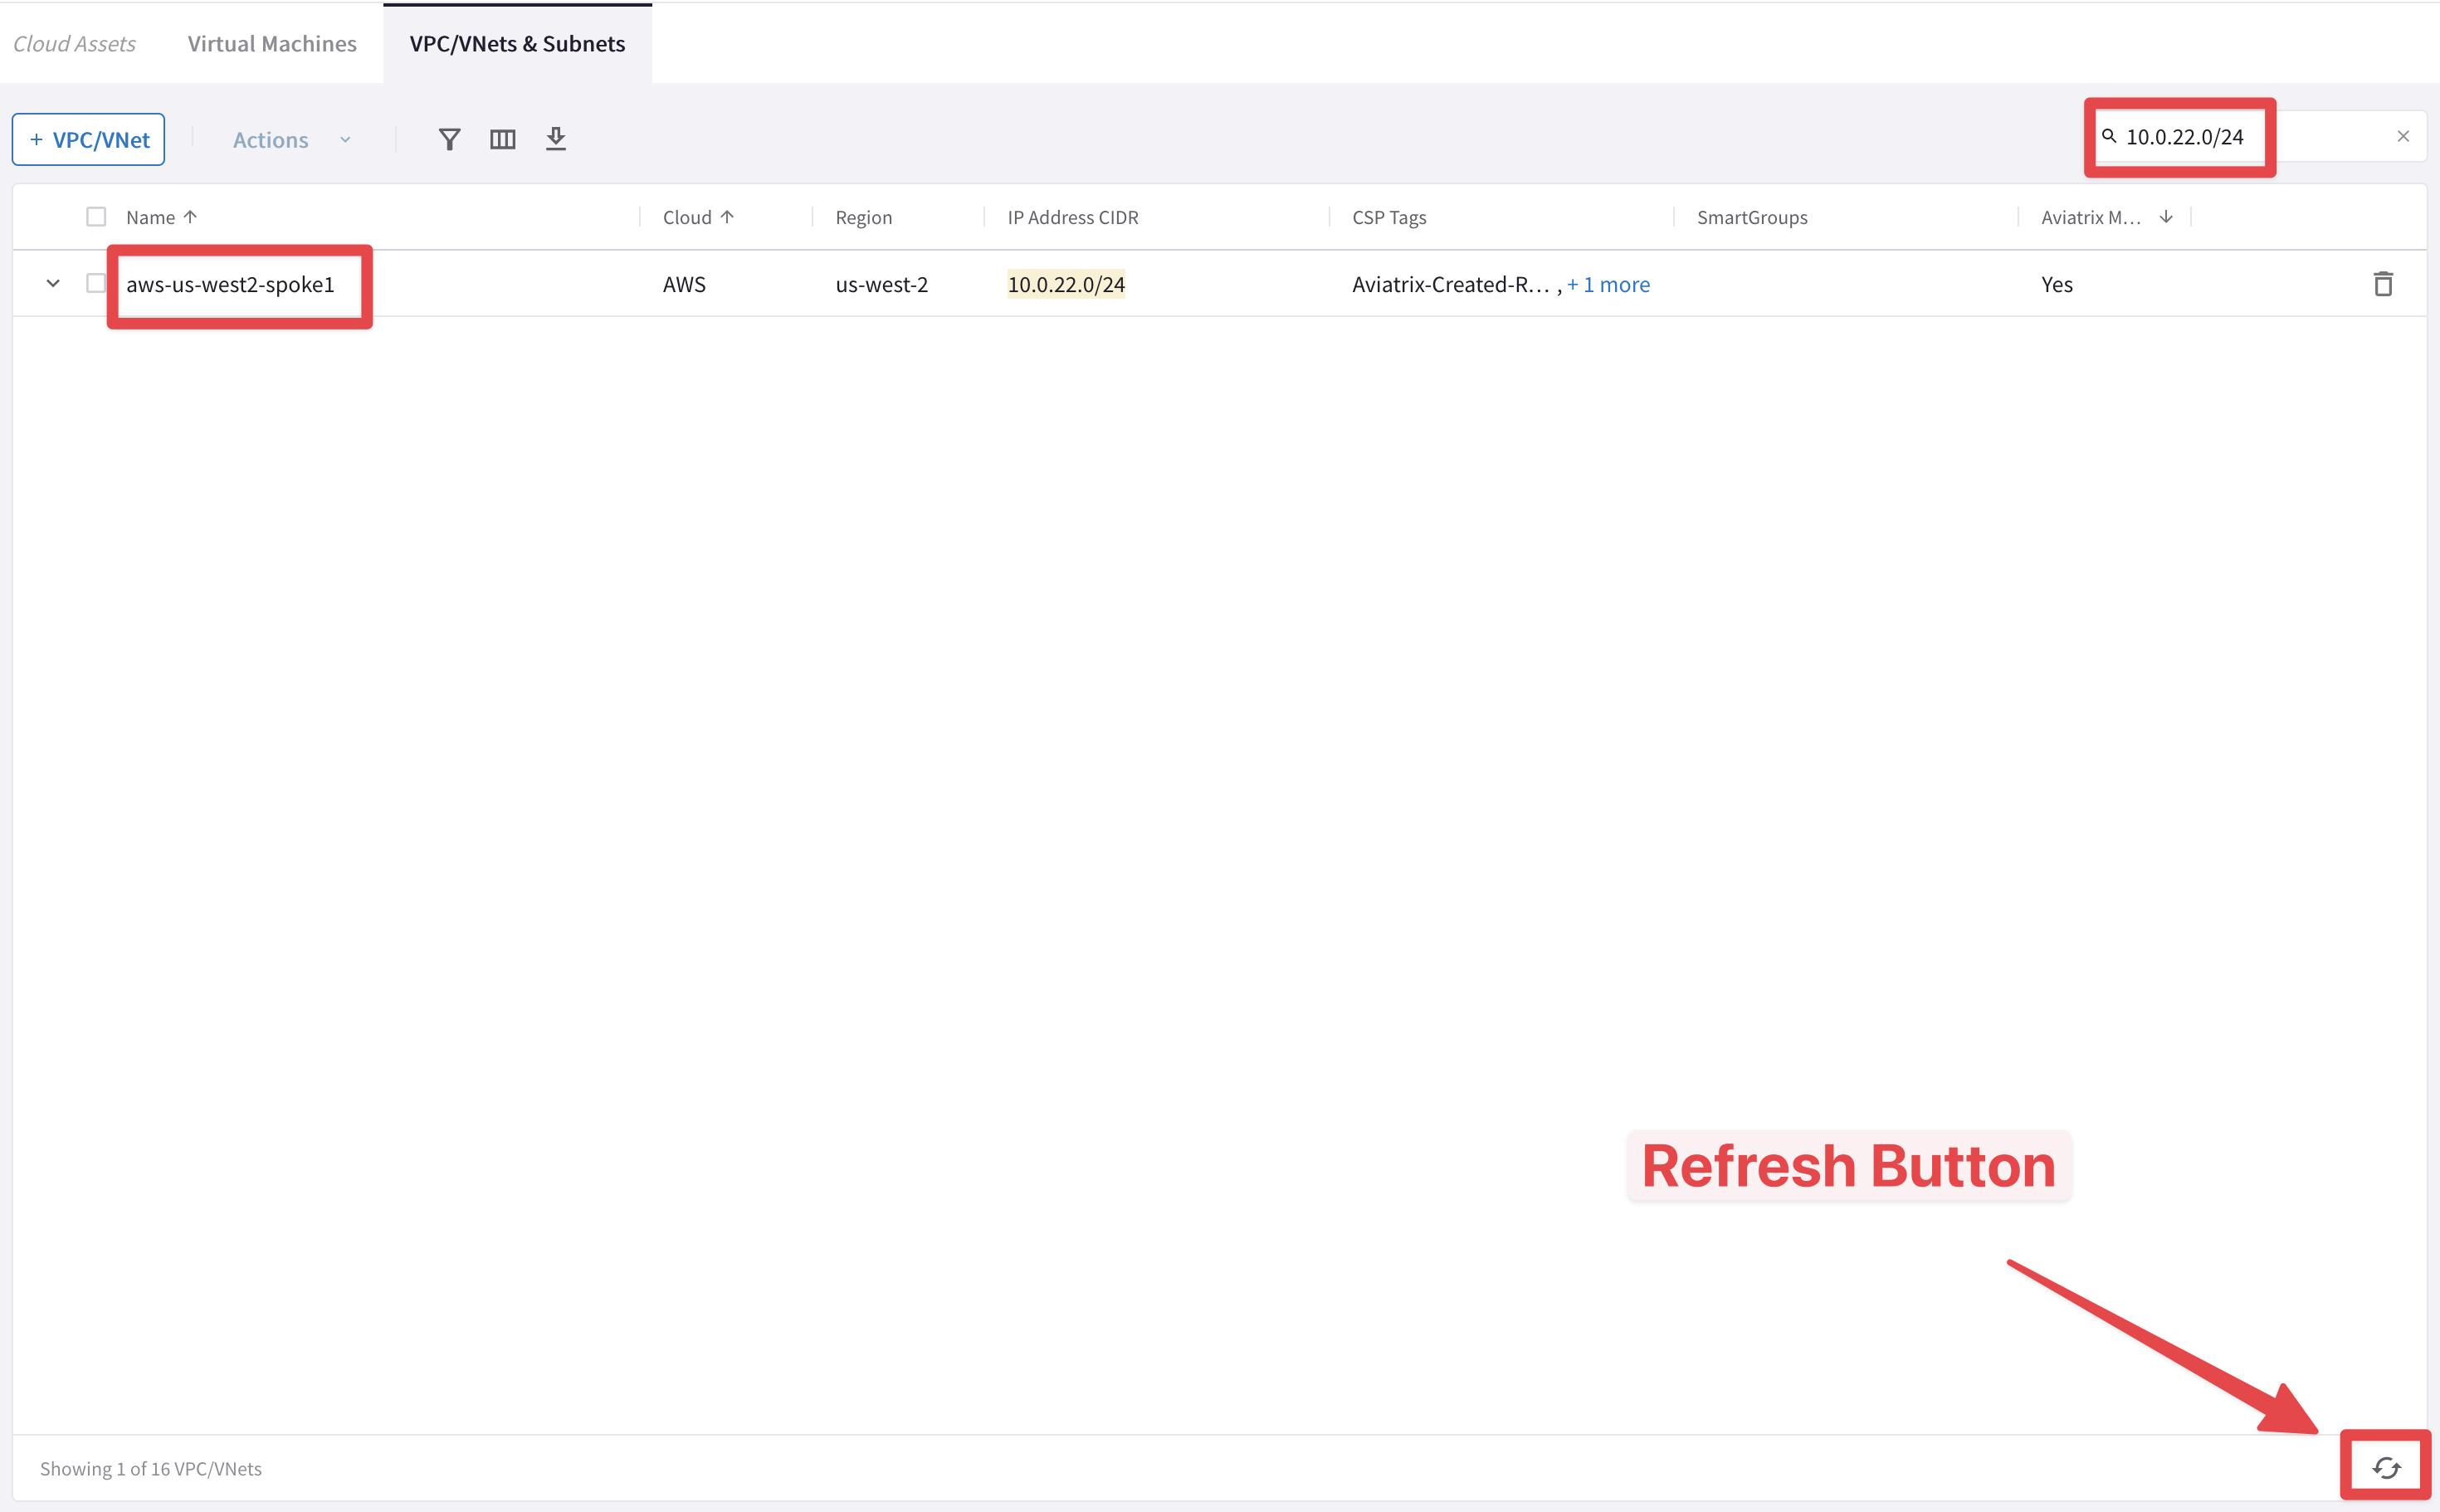 Cloud Assets Virtual Machines VPC/VNets & Subnets
+ VPC/VNet Actions 10.0.22.0/24
Name Cloud Region IP Address CIDR CSP Tags SmartGroups Aviatrix M...
aws-us-west2-spoke1 AWS us-west-2 10.0.22.0/24 Aviatrix-Created-R... , + 1 more Yes
Refresh Button
Showing 1 of 16 VPC/VNets